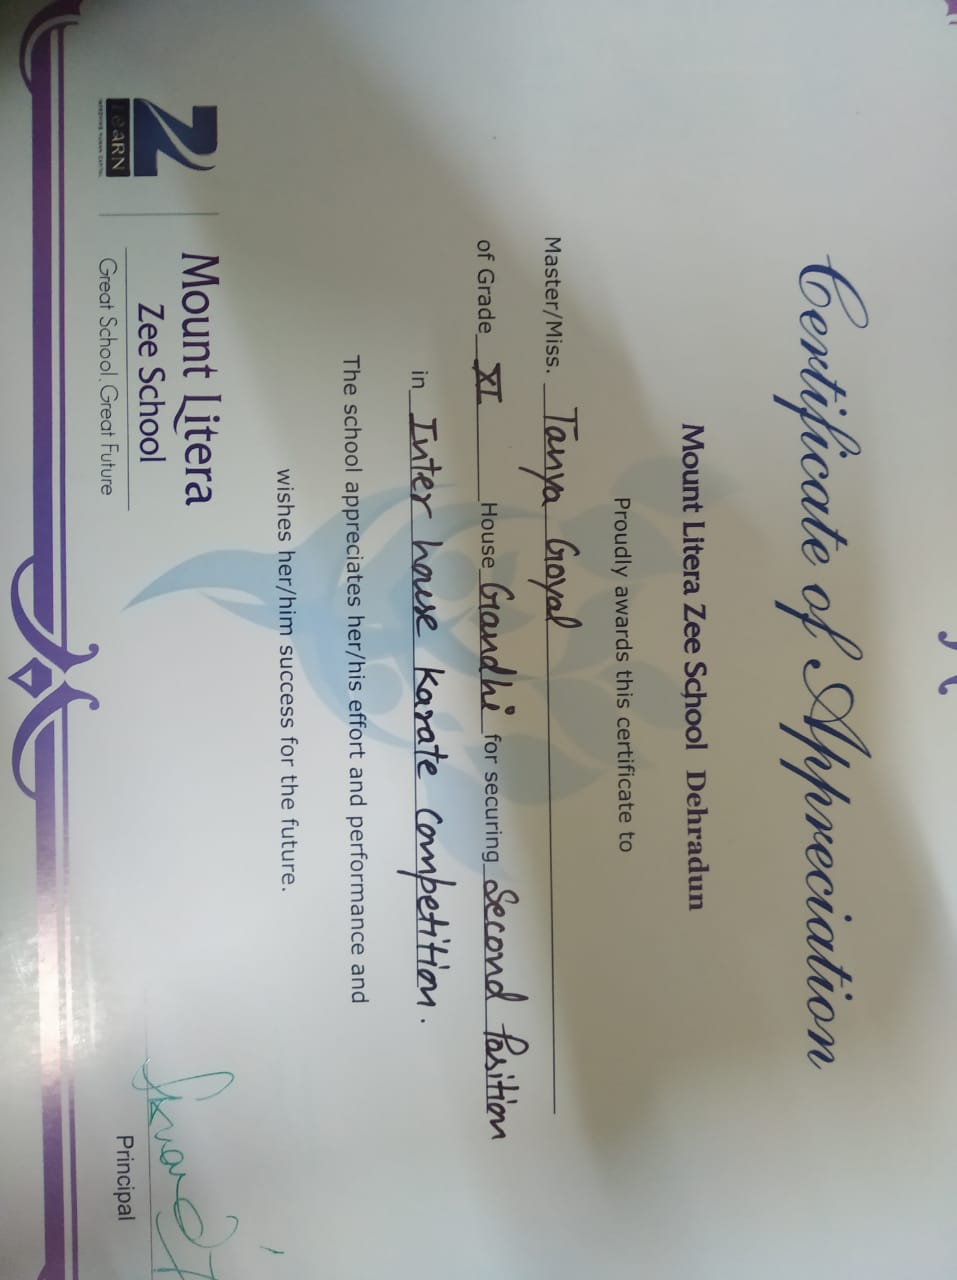 Certificate of Appreciation
Mount Litera Zee School Dehradun
Proudly awards this certificate to
Master/Miss. Tanya Goyal
of Grade XI House Gandhi for securing Second Position
in Inter house Karate Competition.
The school appreciates her/his effort and performance and
wishes her/him success for the future.
Z
LEARN
IMPROVING HUMAN CAPITAL
Mount Litera
Zee School
Great School. Great Future
Principal